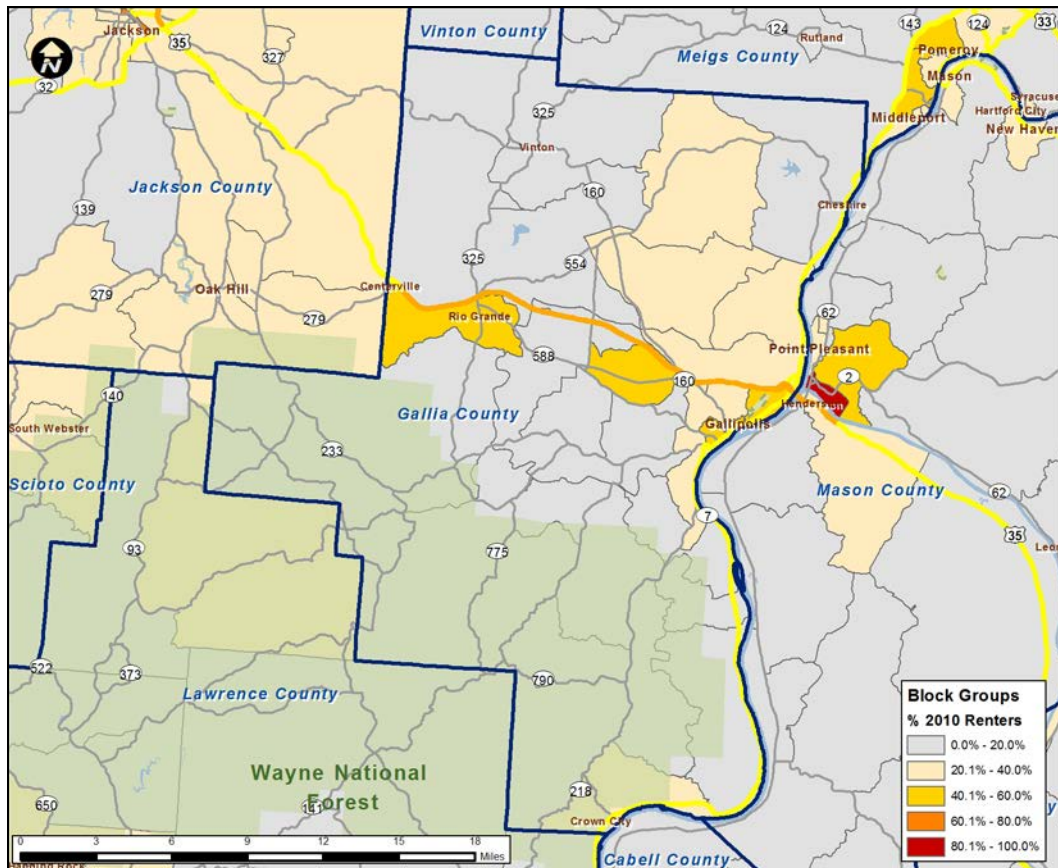 Jackson
35
32
327
Vinton County
124
Rutland
143
124
33
Pomeroy
Meigs County
Mason
Syracuse
Hartford City
Middleport
New Haven
325
Vinton
Jackson County
160
139
Cheshire
325
554
Centerville
Oak Hill
279
279
Rio Grande
62
Point Pleasant
588
2
160
140
Henderson
Gallia County
Gallipolis
South Webster
233
Scioto County
Mason County
62
7
35
93
775
522
373
790
Lawrence County
Wayne National
Forest
218
650
141
Crown City
Cabell County
0 3 6 9 12 15 18
Miles
Block Groups
% 2010 Renters
0.0% - 20.0%
20.1% - 40.0%
40.1% - 60.0%
60.1% - 80.0%
80.1% - 100.0%